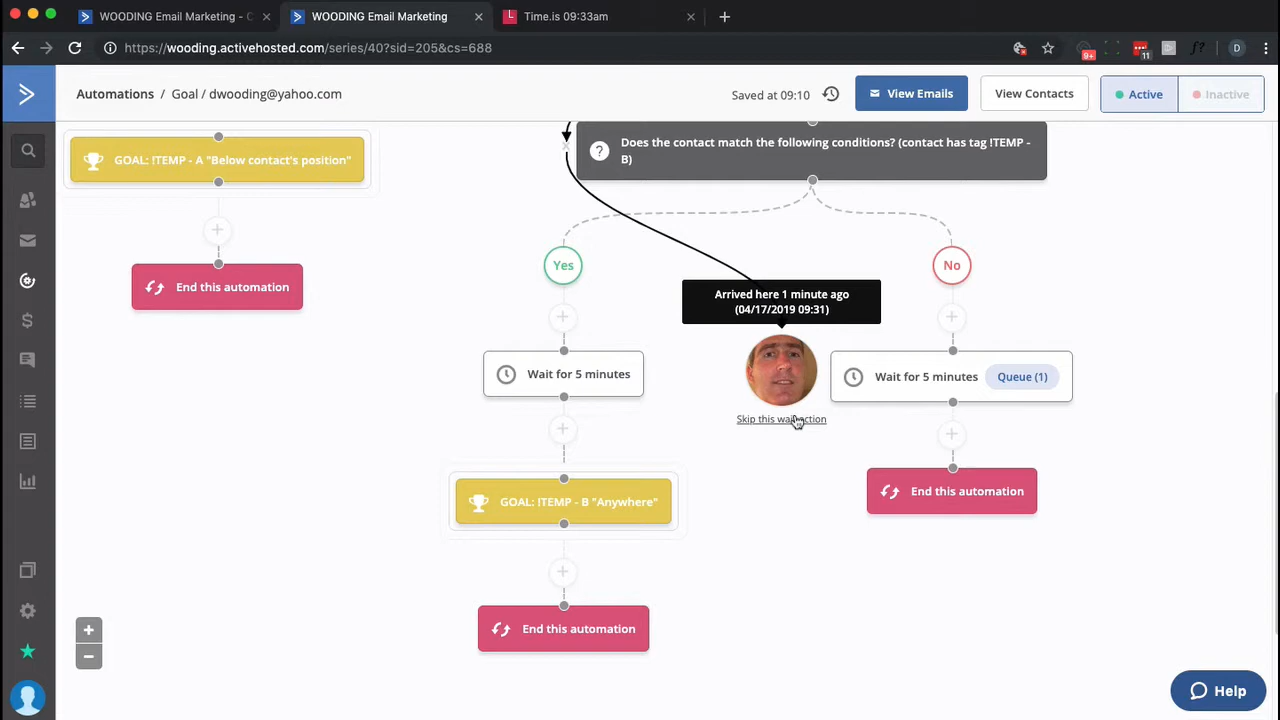 WOODING Email Marketing - C
WOODING Email Marketing
Time.is 09:33am
https://wooding.activehosted.com/series/40?sid=205&cs=688
9+
11
f?
D
Automations / Goal / dwooding@yahoo.com
Saved at 09:10
View Emails
View Contacts
Active
Inactive
GOAL: !TEMP - A "Below contact's position"
End this automation
Does the contact match the following conditions? (contact has tag !TEMP -
B)
Yes
No
Arrived here 1 minute ago
(04/17/2019 09:31)
Wait for 5 minutes
Skip this wait action
Wait for 5 minutes Queue (1)
GOAL: !TEMP - B "Anywhere"
End this automation
End this automation
Help